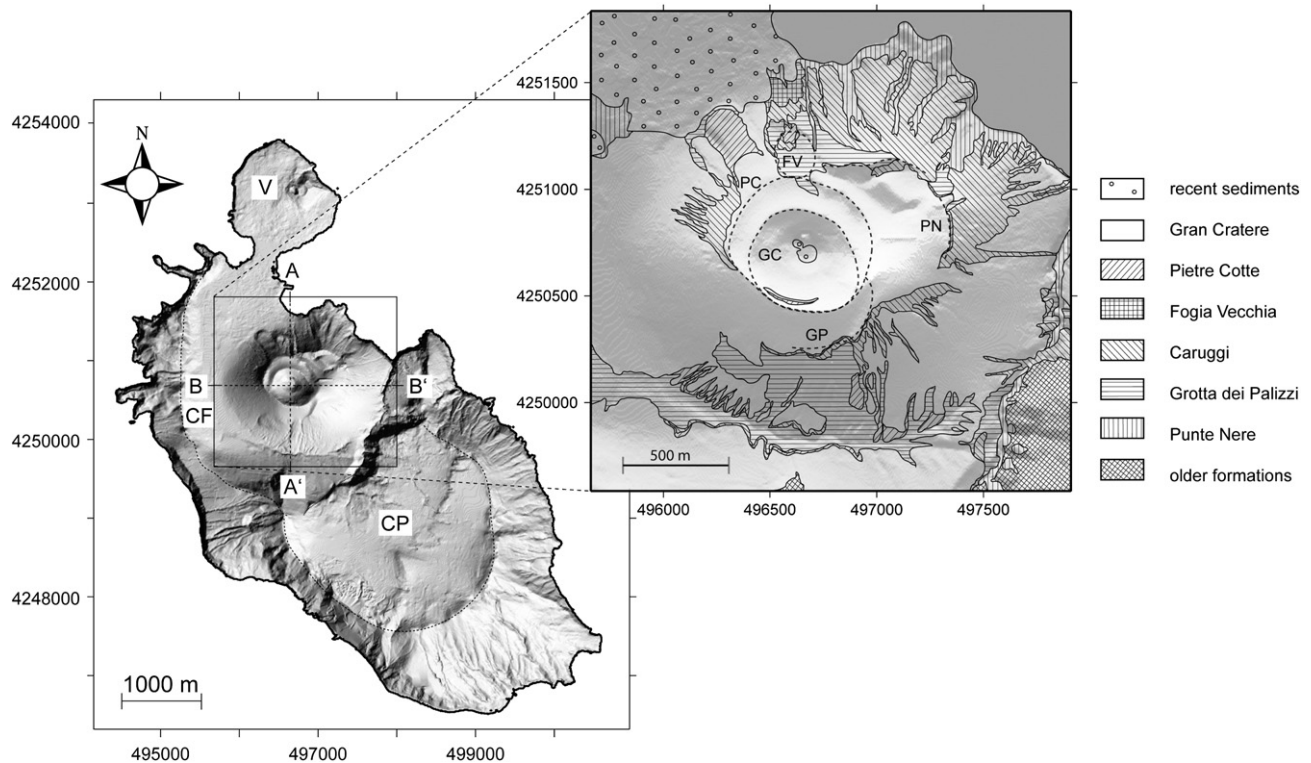 4254000
4252000
4250000
4248000
N
V
A
B
CF
B‘
A‘
CP
1000 m
495000
497000
499000
4251500
4251000
4250500
4250000
FV
PC
PN
GC
GP
500 m
496000
496500
497000
497500
recent sediments
Gran Cratere
Pietre Cotte
Fogia Vecchia
Caruggi
Grotta dei Palizzi
Punte Nere
older formations